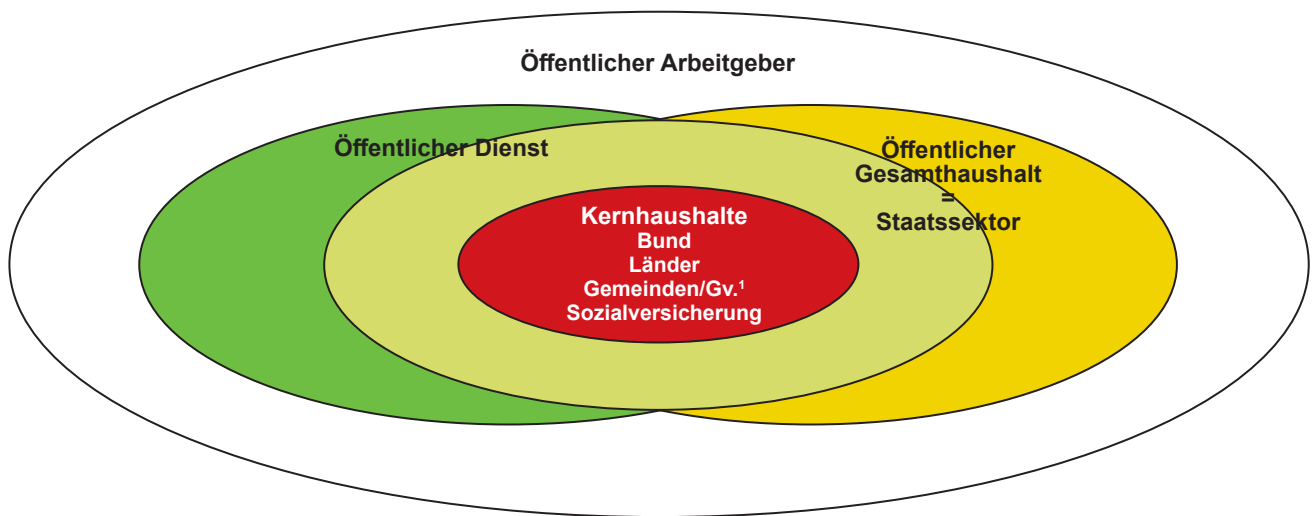 Öffentlicher Arbeitgeber
Öffentlicher Dienst
Öffentlicher
Gesamthaushalt
=
Staatssektor
Kernhaushalte
Bund
Länder
Gemeinden/Gv.¹
Sozialversicherung